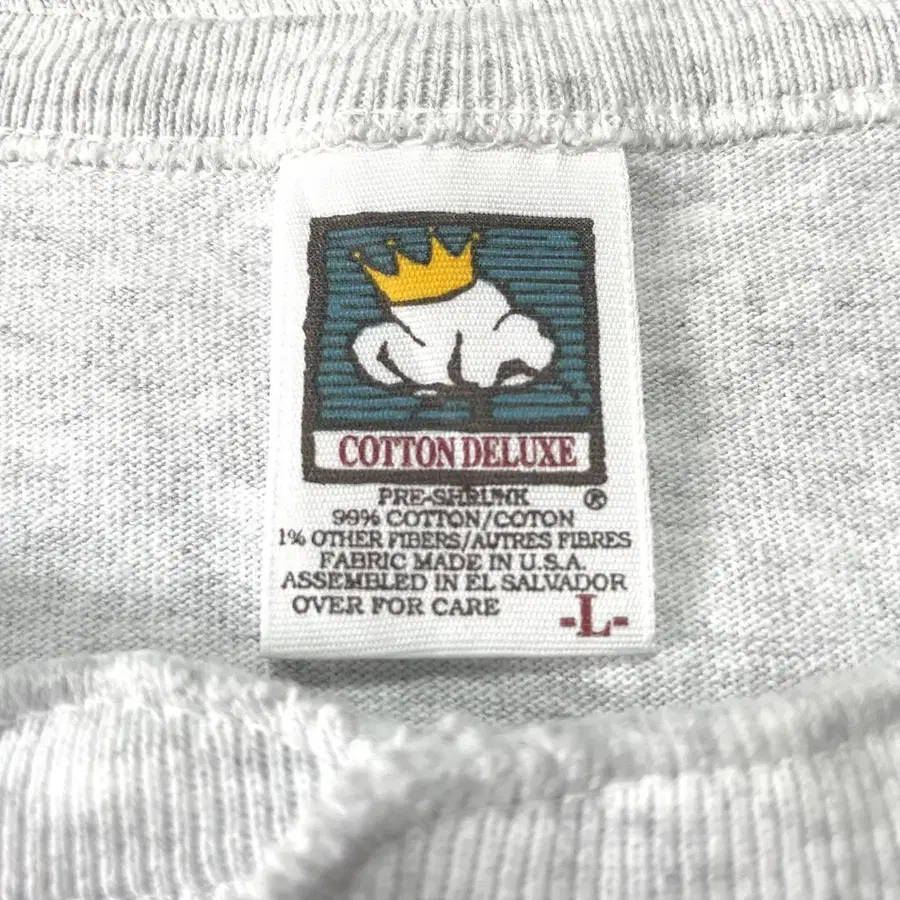 COTTON DELUXE
PRE-SHRUNK ®
99% COTTON/COTON
1% OTHER FIBERS/AUTRES FIBRES
FABRIC MADE IN U.S.A.
ASSEMBLED IN EL SALVADOR
OVER FOR CARE
-L-